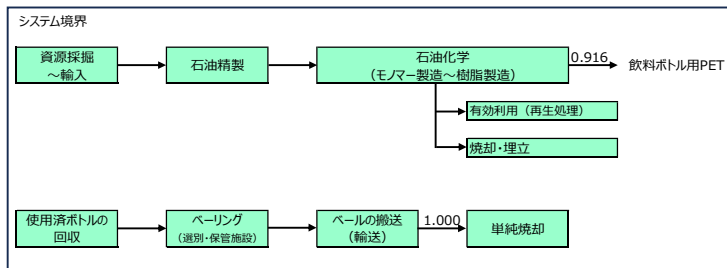 システム境界
資源採掘
～輸入
石油精製
石油化学
（モノマー製造～樹脂製造）
0.916
飲料ボトル用PET
有効利用（再生処理）
焼却・埋立
使用済ボトルの
回収
ベーリング
（選別・保管施設）
ベールの搬送
（輸送）
1.000
単純焼却